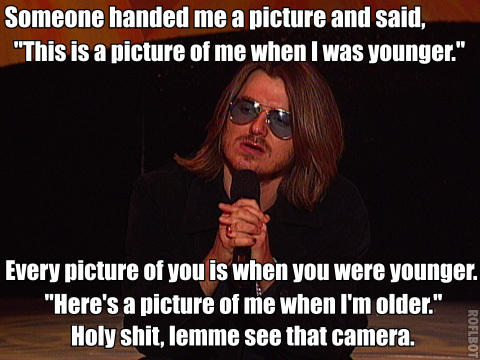 Someone handed me a picture and said,
"This is a picture of me when I was younger."
Every picture of you is when you were younger.
"Here's a picture of me when I'm older."
Holy shit, lemme see that camera.
ROFLBOT